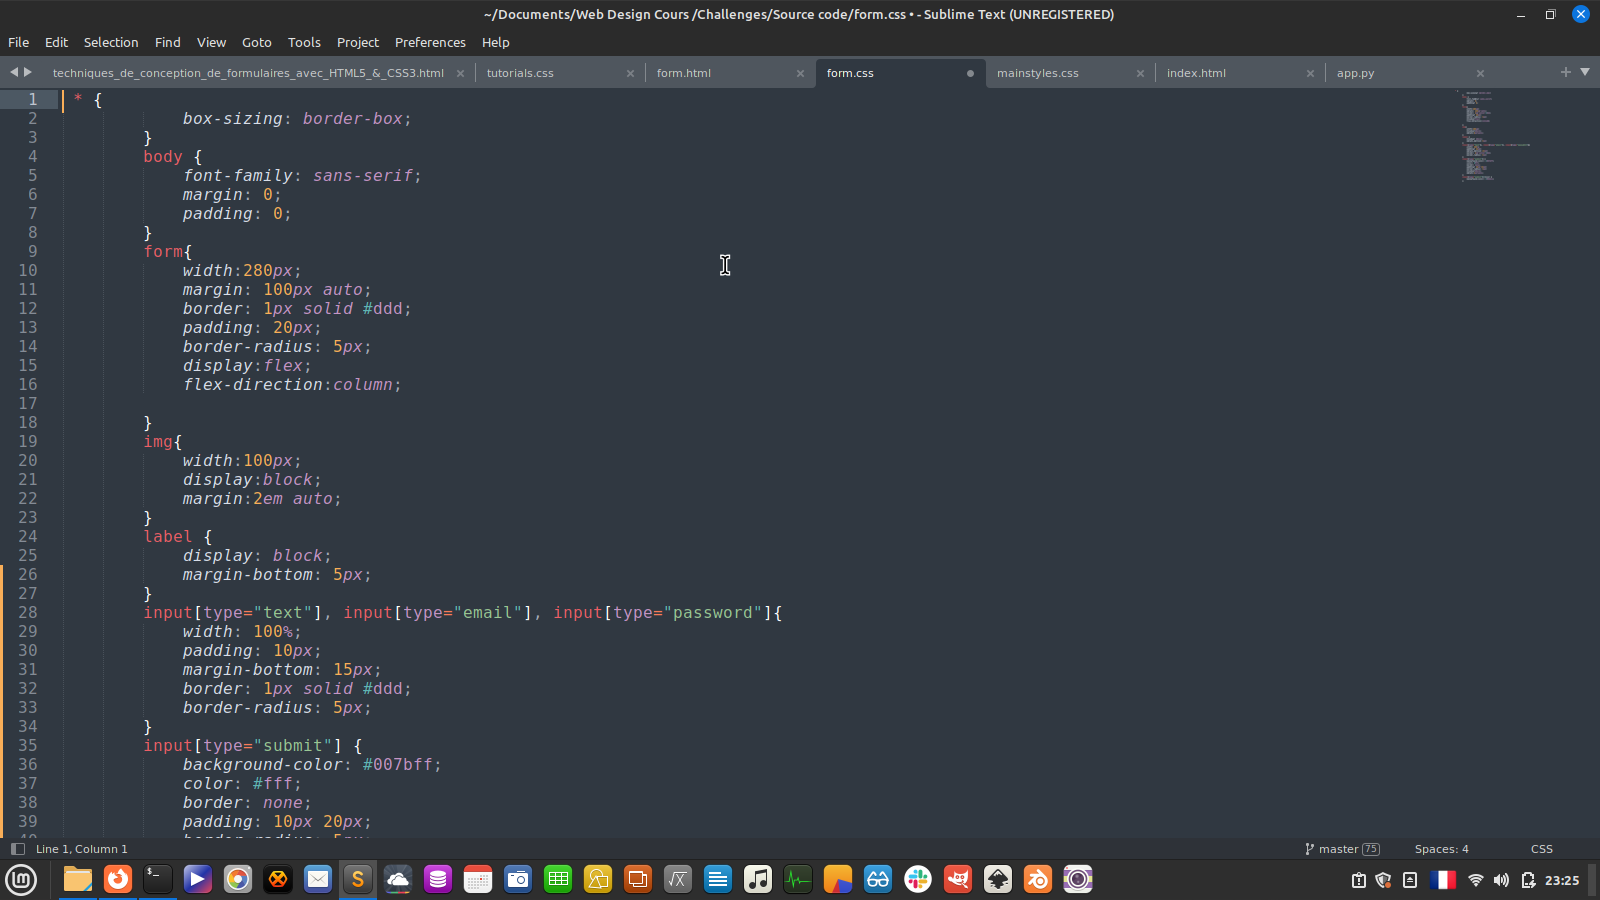 ~/Documents/Web Design Cours /Challenges/Source code/form.css • - Sublime Text (UNREGISTERED)
File Edit Selection Find View Goto Tools Project Preferences Help
techniques_de_conception_de_formulaires_avec_HTML5_&_CSS3.html tutorials.css form.html form.css mainstyles.css index.html app.py
1 * {
2 box-sizing: border-box;
3 }
4 body {
5 font-family: sans-serif;
6 margin: 0;
7 padding: 0;
8 }
9 form{
10 width:280px;
11 margin: 100px auto;
12 border: 1px solid #ddd;
13 padding: 20px;
14 border-radius: 5px;
15 display:flex;
16 flex-direction:column;
17
18 }
19 img{
20 width:100px;
21 display:block;
22 margin:2em auto;
23 }
24 label {
25 display: block;
26 margin-bottom: 5px;
27 }
28 input[type="text"], input[type="email"], input[type="password"]{
29 width: 100%;
30 padding: 10px;
31 margin-bottom: 15px;
32 border: 1px solid #ddd;
33 border-radius: 5px;
34 }
35 input[type="submit"] {
36 background-color: #007bff;
37 color: #fff;
38 border: none;
39 padding: 10px 20px;
Line 1, Column 1 master 75 Spaces: 4 CSS
23:25